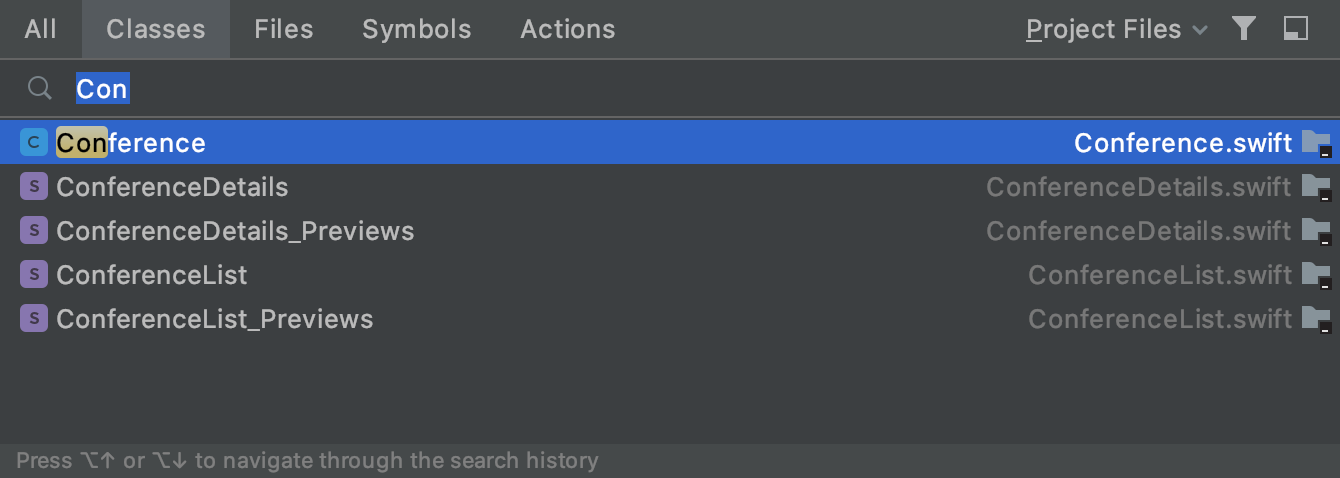 All Classes Files Symbols Actions Project Files
Con
C Conference Conference.swift
S ConferenceDetails ConferenceDetails.swift
S ConferenceDetails_Previews ConferenceDetails.swift
S ConferenceList ConferenceList.swift
S ConferenceList_Previews ConferenceList.swift
Press ⌥↑ or ⌥↓ to navigate through the search history